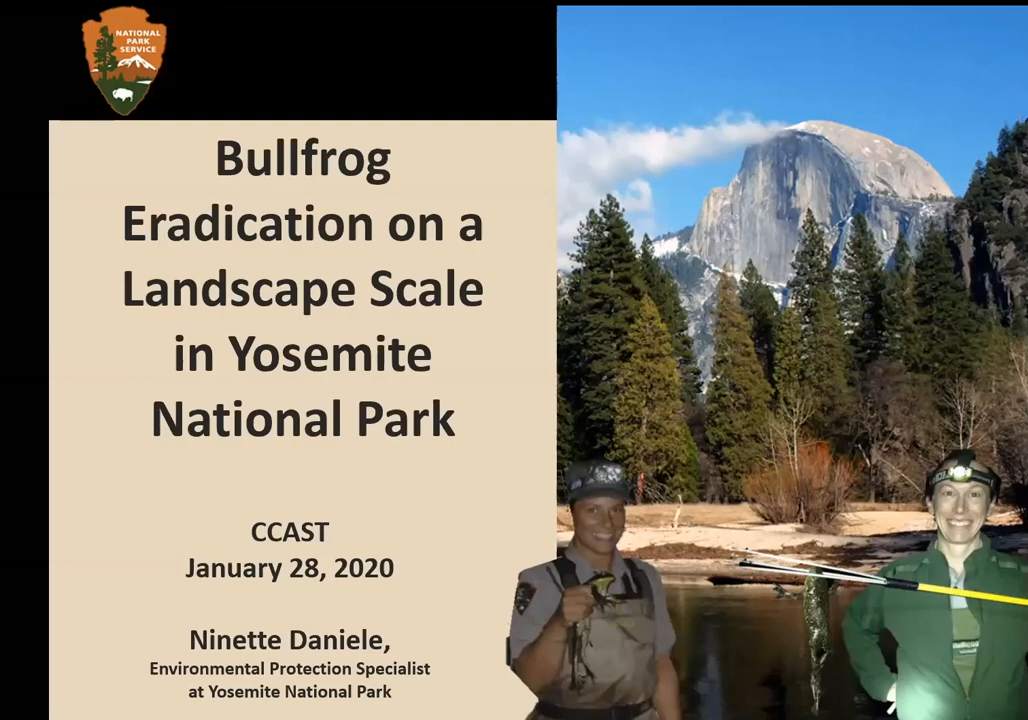 NATIONAL
PARK
SERVICE
Bullfrog
Eradication on a
Landscape Scale
in Yosemite
National Park
CCAST
January 28, 2020
Ninette Daniele,
Environmental Protection Specialist
at Yosemite National Park